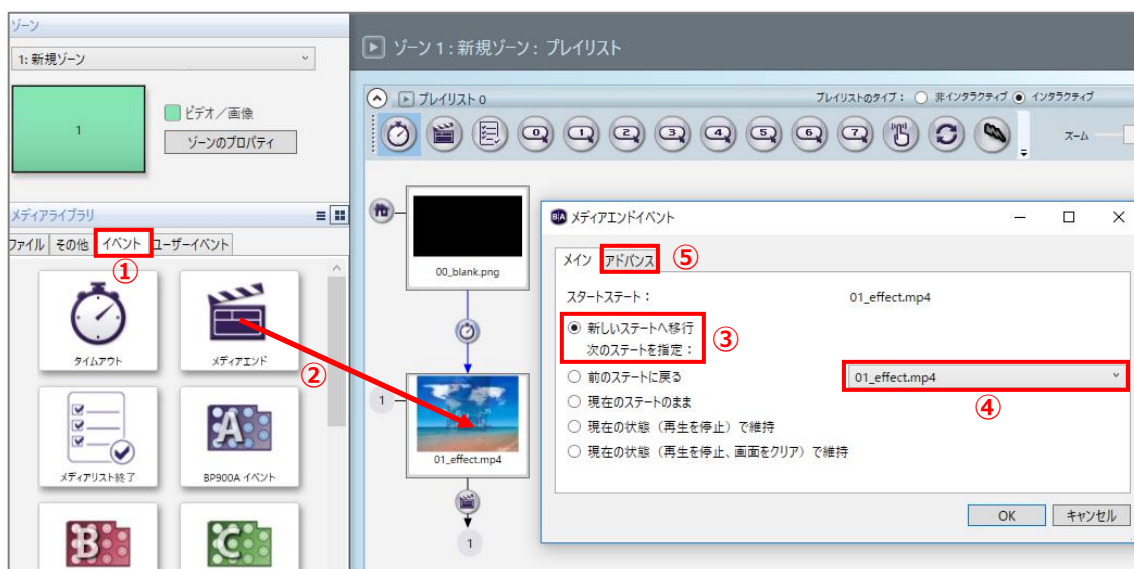 ゾーン
1: 新規ゾーン
1
ビデオ／画像
ゾーンのプロパティ
メディアライブラリ
ファイル その他 イベント ユーザーイベント
①
タイムアウト
メディアエンド
②
メディアリスト終了
BP900A イベント
A
B
C
ゾーン 1 : 新規ゾーン : プレイリスト
プレイリスト 0
プレイリストのタイプ : 非インタラクティブ インタラクティブ
0 1 2 3 4 5 6 7
ズーム
00_blank.png
1
01_effect.mp4
1
BA メディアエンドイベント
メイン アドバンス ⑤
スタートステート : 01_effect.mp4
新しいステートへ移行
次のステートを指定 :
③
前のステートに戻る
01_effect.mp4
④
現在のステートのまま
現在の状態（再生を停止）で維持
現在の状態（再生を停止、画面をクリア）で維持
OK キャンセル